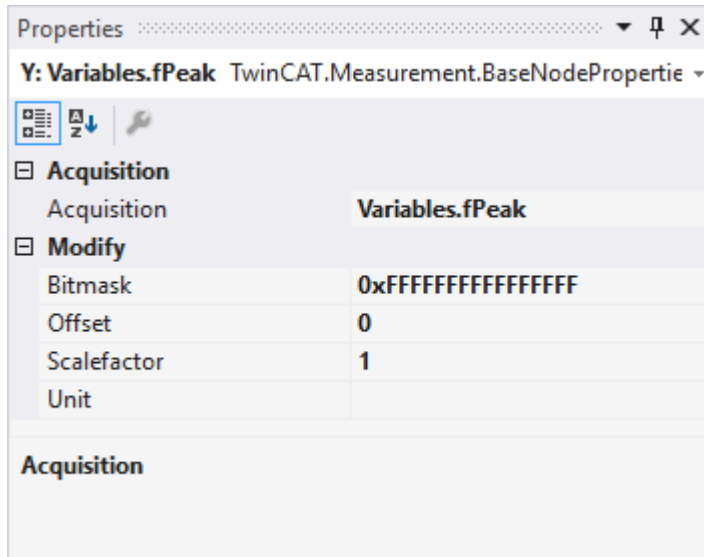 Properties
Y: Variables.fPeak TwinCAT.Measurement.BaseNodePropertie
Acquisition
Acquisition Variables.fPeak
Modify
Bitmask 0xFFFFFFFFFFFFFFFF
Offset 0
Scalefactor 1
Unit
Acquisition